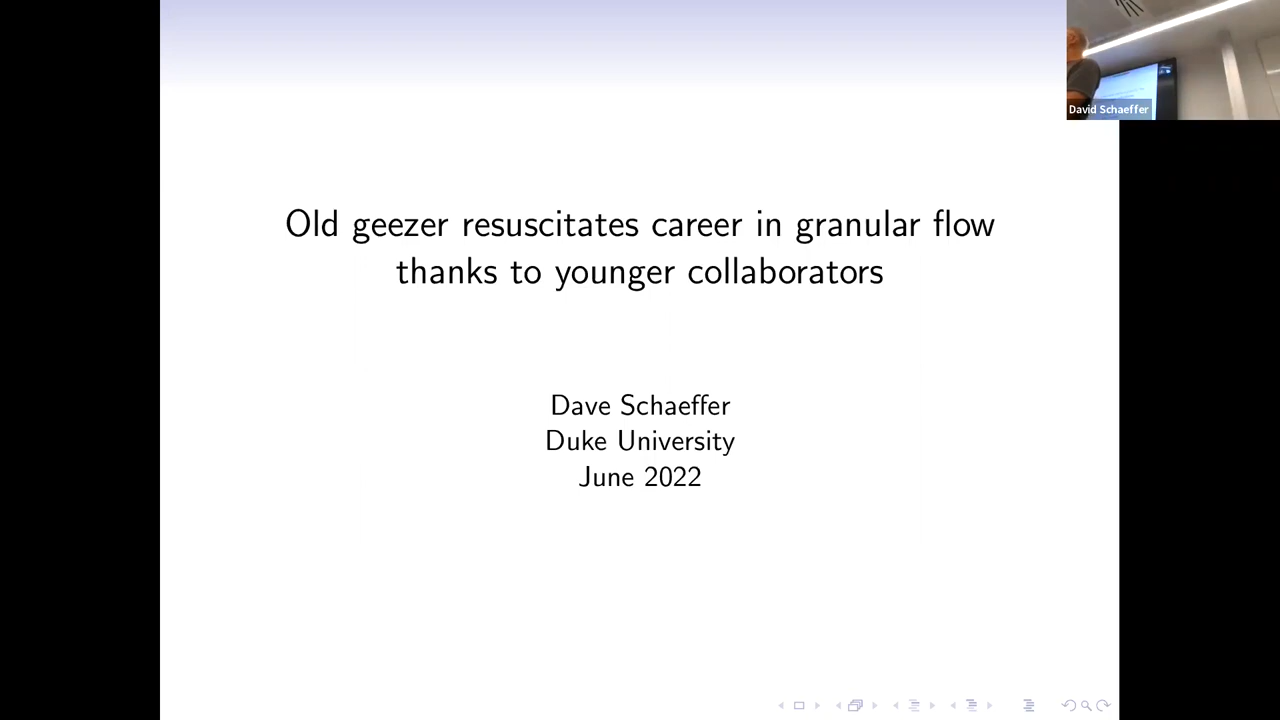 David Schaeffer
Old geezer resuscitates career in granular flow
thanks to younger collaborators
Dave Schaeffer
Duke University
June 2022